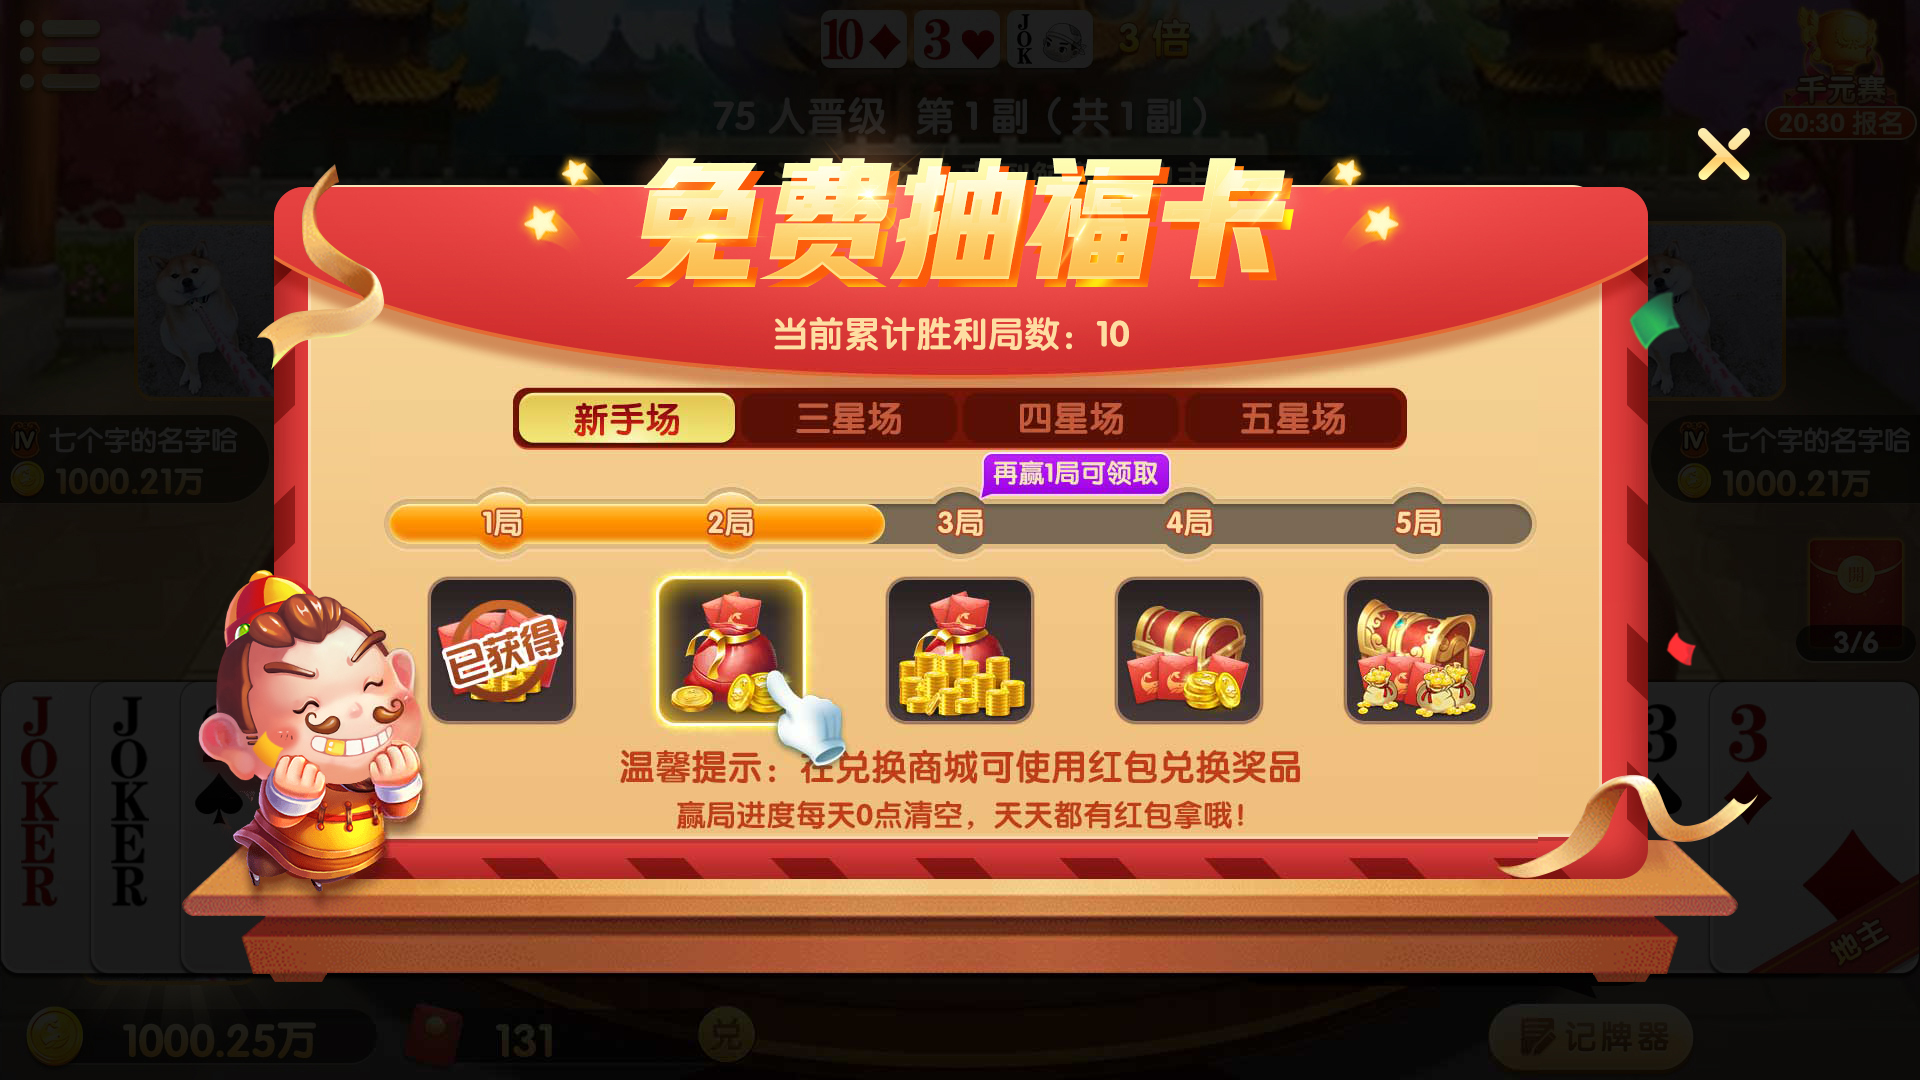 10 3 JOK 3倍
千元赛
20:30 报名
75 人晋级 第1副（共1副）
免费抽福卡
当前累计胜利局数：10
新手场 三星场 四星场 五星场
再赢1局可领取
1局 2局 3局 4局 5局
IV 七个字的名字哈
1000.21万
IV 七个字的名字哈
1000.21万
已获得
開
3/6
温馨提示：在兑换商城可使用红包兑换奖品
赢局进度每天0点清空，天天都有红包拿哦！
JOKER
JOKER
3
3
地主
1000.25万 131 兑 记牌器